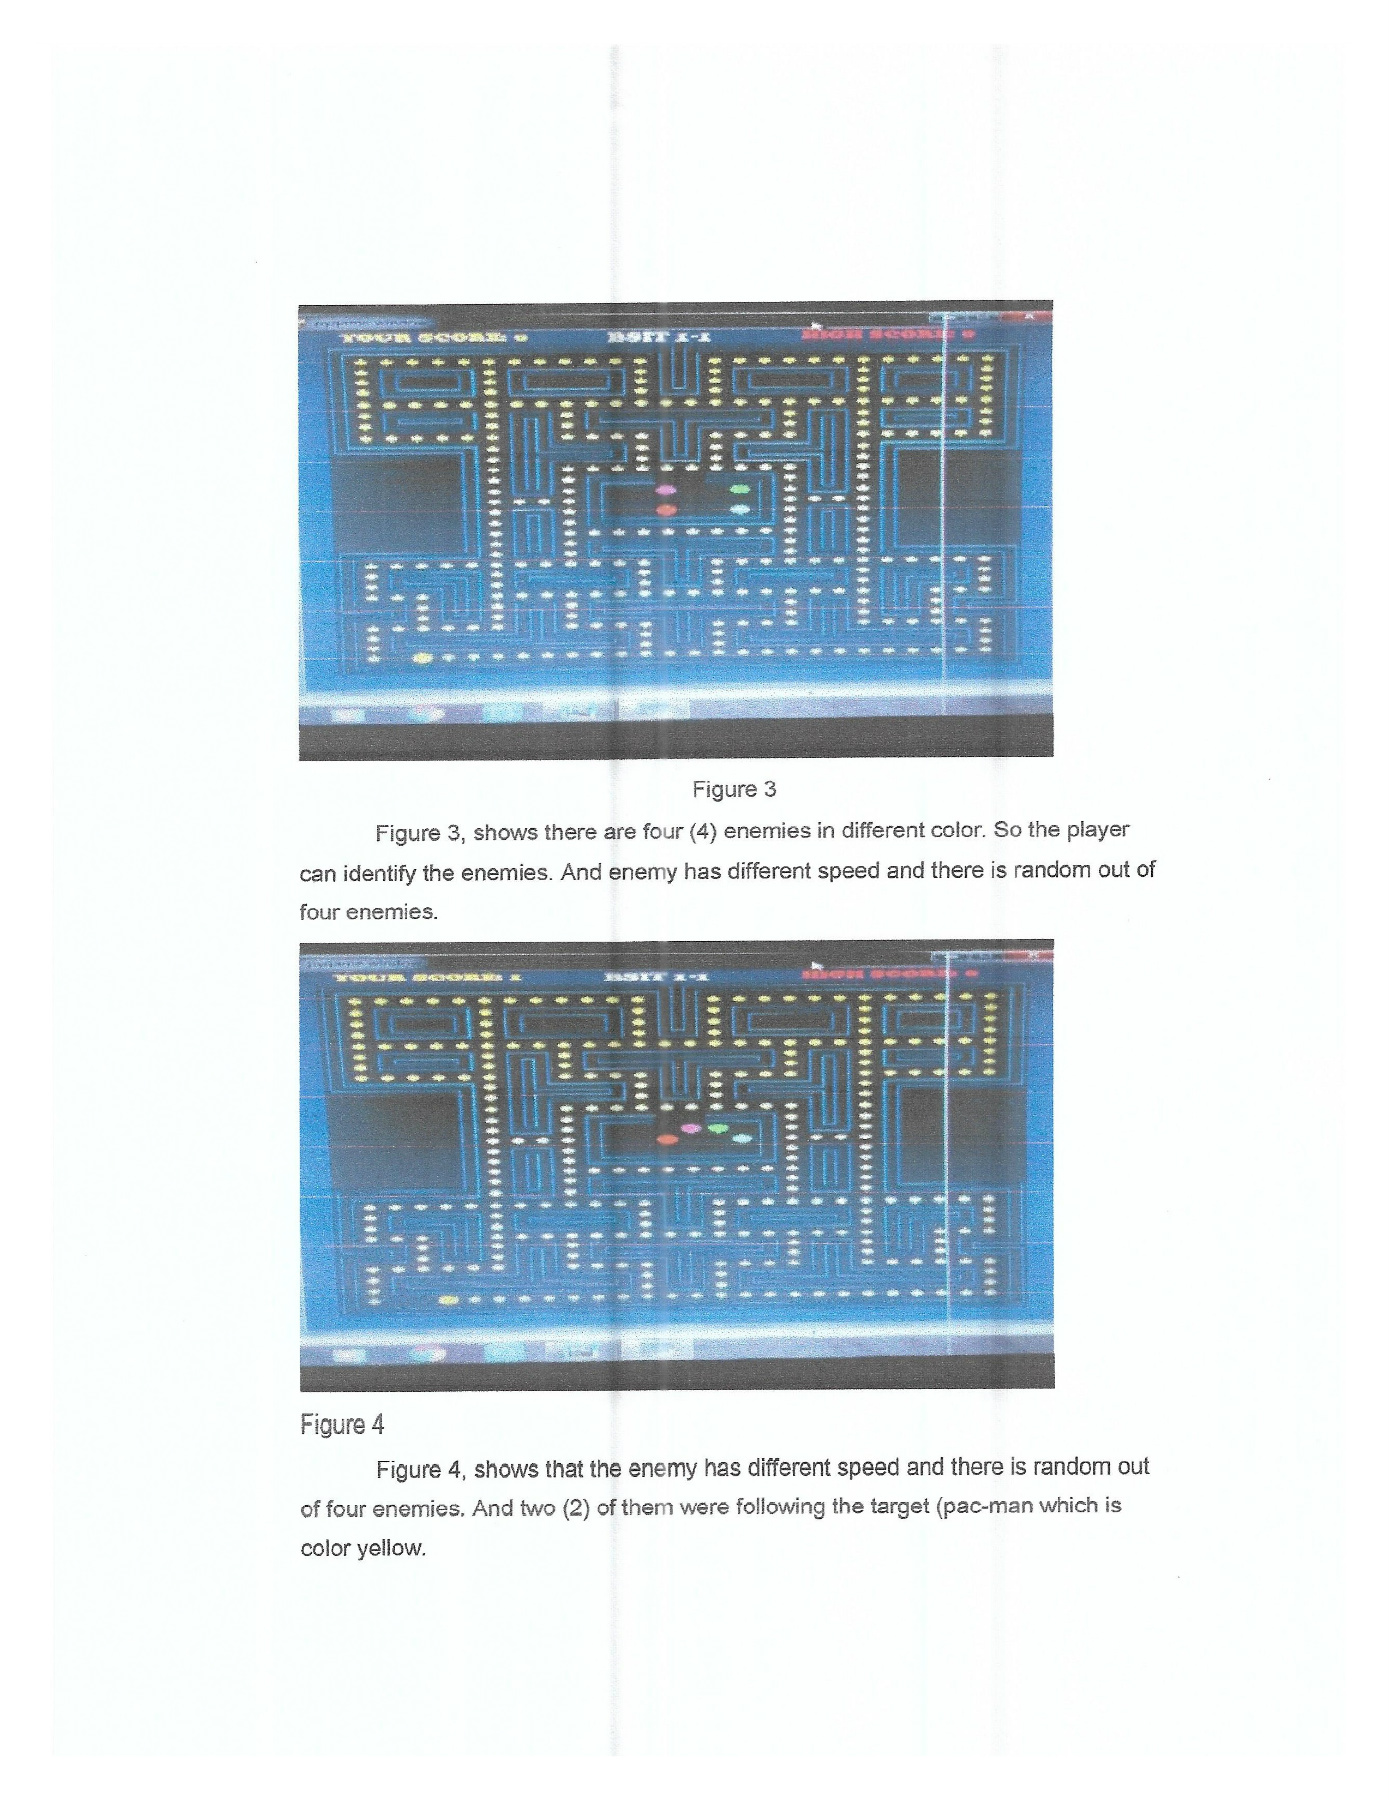 YOUR SCORE: 0 BSIT 1-1 HIGH SCORE: 0
Figure 3
Figure 3, shows there are four (4) enemies in different color. So the player
can identify the enemies. And enemy has different speed and there is random out of
four enemies.
YOUR SCORE: 1 BSIT 1-1 HIGH SCORE: 0
Figure 4
Figure 4, shows that the enemy has different speed and there is random out
of four enemies. And two (2) of them were following the target (pac-man which is
color yellow.